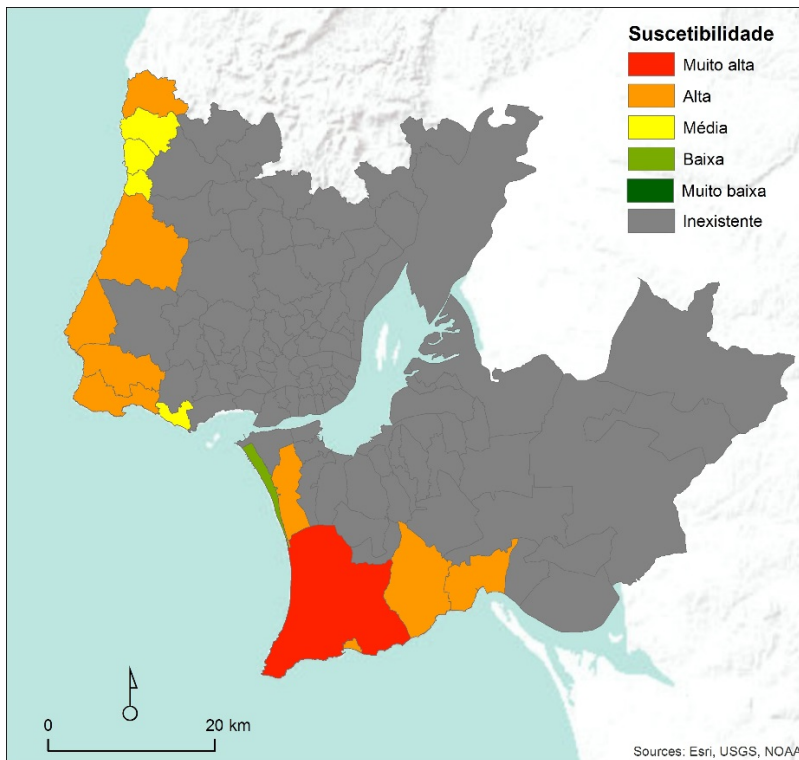 Suscetibilidade
Muito alta
Alta
Média
Baixa
Muito baixa
Inexistente
0 20 km
Sources: Esri, USGS, NOAA